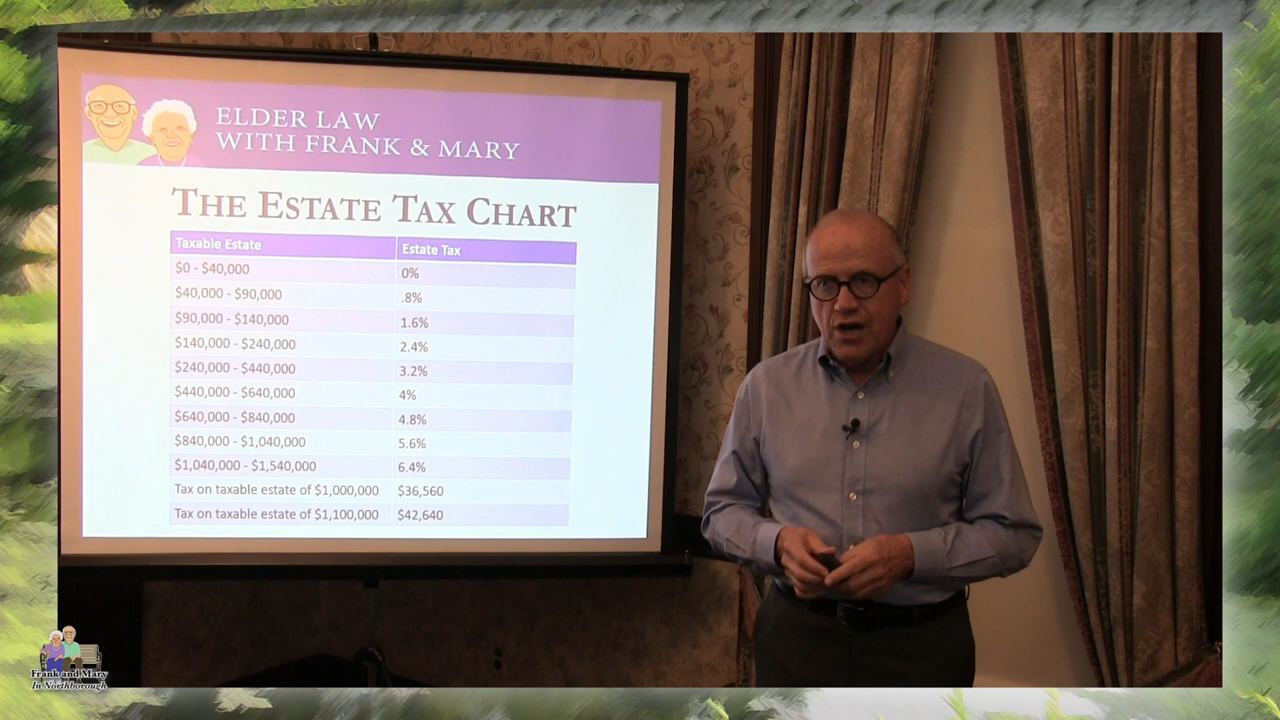 ELDER LAW
WITH FRANK & MARY
THE ESTATE TAX CHART
Taxable Estate Estate Tax
$0 - $40,000 0%
$40,000 - $90,000 .8%
$90,000 - $140,000 1.6%
$140,000 - $240,000 2.4%
$240,000 - $440,000 3.2%
$440,000 - $640,000 4%
$640,000 - $840,000 4.8%
$840,000 - $1,040,000 5.6%
$1,040,000 - $1,540,000 6.4%
Tax on taxable estate of $1,000,000 $36,560
Tax on taxable estate of $1,100,000 $42,640
Frank and Mary
In Northborough